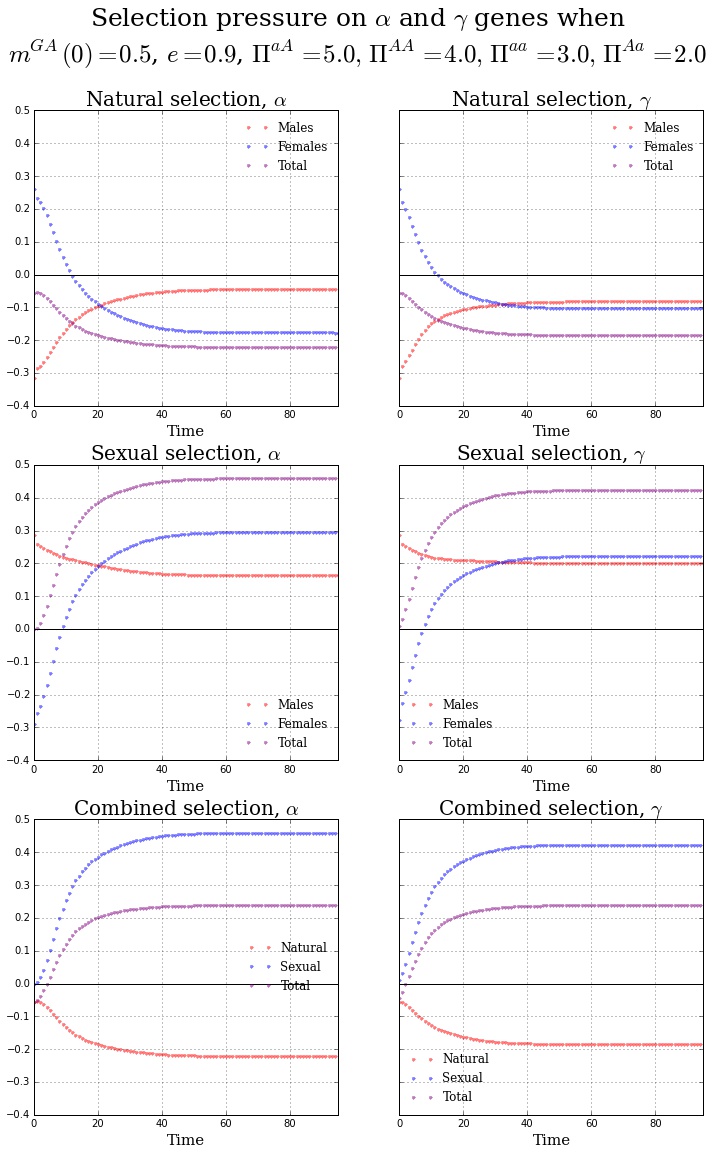 Selection pressure on α and γ genes when
m^{GA}(0)=0.5, e=0.9, Π^{aA}=5.0, Π^{AA}=4.0, Π^{aa}=3.0, Π^{Aa}=2.0
Natural selection, α
0.5
0.4
0.3
0.2
0.1
0.0
−0.1
−0.2
−0.3
−0.4
Males
Females
Total
0 20 40 60 80
Time
Natural selection, γ
Males
Females
Total
0 20 40 60 80
Time
Sexual selection, α
0.5
0.4
0.3
0.2
0.1
0.0
−0.1
−0.2
−0.3
−0.4
Males
Females
Total
0 20 40 60 80
Time
Sexual selection, γ
Males
Females
Total
0 20 40 60 80
Time
Combined selection, α
0.5
0.4
0.3
0.2
0.1
0.0
−0.1
−0.2
−0.3
−0.4
Natural
Sexual
Total
0 20 40 60 80
Time
Combined selection, γ
Natural
Sexual
Total
0 20 40 60 80
Time